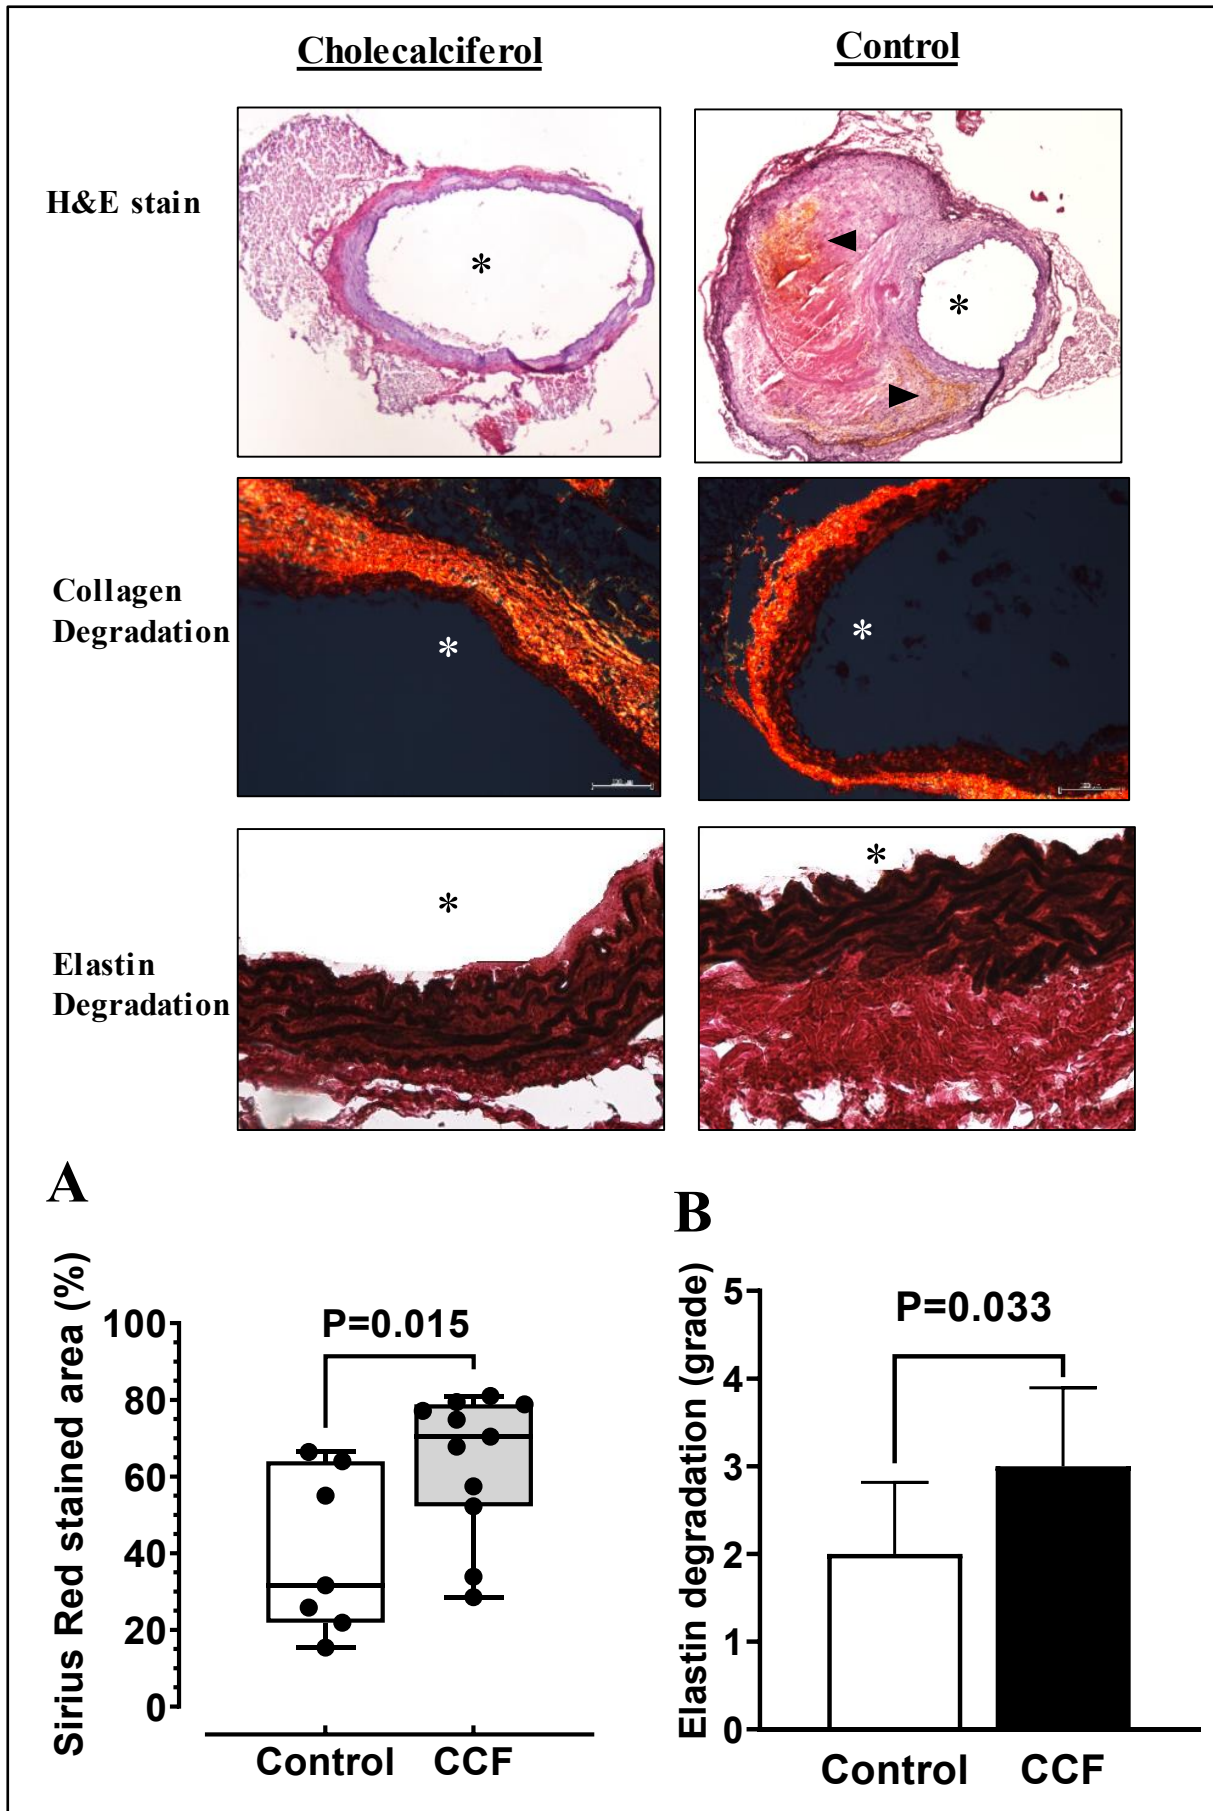 Cholecalciferol
Control
H&E stain
*
*
Collagen
Degradation
*
*
Elastin
Degradation
*
*
A
B
Sirius Red stained area (%)
100
80
60
40
20
0
P=0.015
Control
CCF
Elastin degradation (grade)
5
4
3
2
1
0
P=0.033
Control
CCF